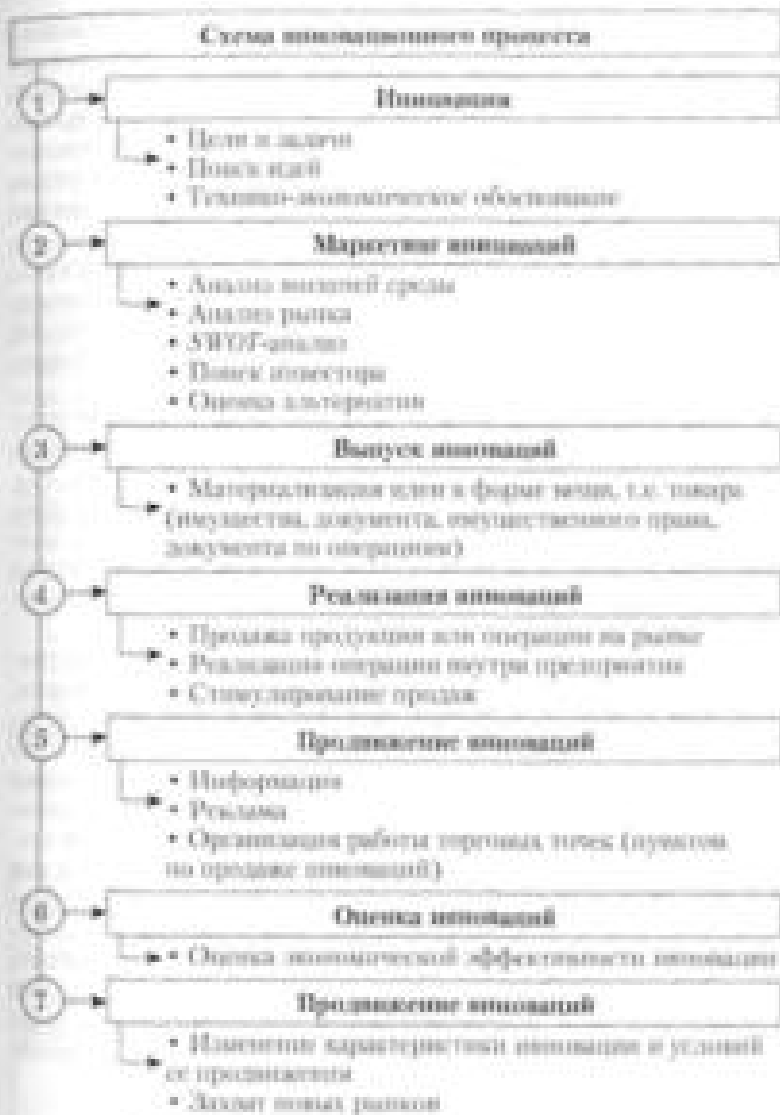 Схема инновационного процесса
1
Инициация
• Цели и задачи
• Поиск идей
• Технико-экономическое обоснование
2
Маркетинг инноваций
• Анализ внешней среды
• Анализ рынка
• SWOT-анализ
• Поиск инвестора
• Оценка альтернатив
3
Выпуск инноваций
• Материализация идеи в форме вещи, т.е. товара
(имущества, документа, имущественного права,
документа по операциям)
4
Реализация инноваций
• Продажа продукции или операции на рынке
• Реализация операции внутри предприятия
• Стимулирование продаж
5
Продвижение инноваций
• Информация
• Реклама
• Организация работы торговых точек (пунктов
по продаже инноваций)
6
Оценка инноваций
• Оценка экономической эффективности инновации
7
Продвижение инноваций
• Изменение характеристики инновации и условий
ее продвижения
• Захват новых рынков